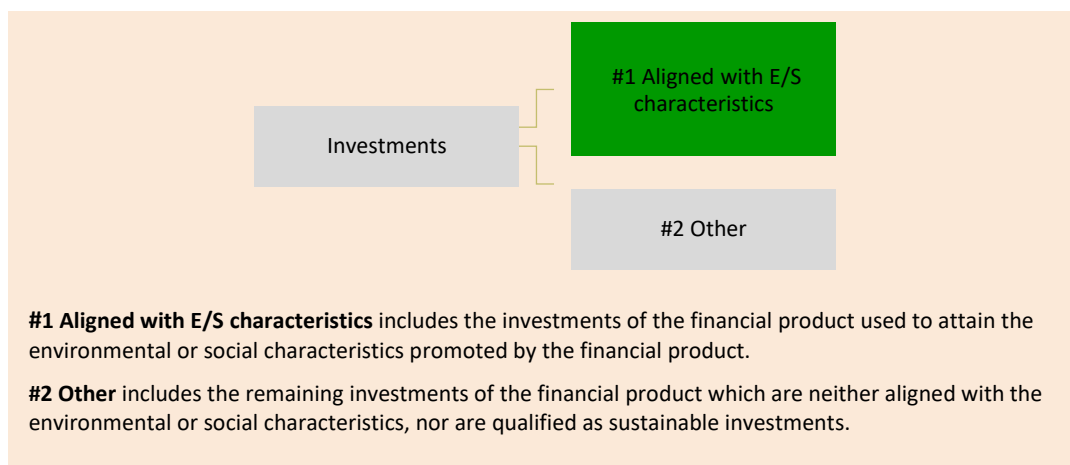 #1 Aligned with E/S
characteristics
Investments
#2 Other
#1 Aligned with E/S characteristics includes the investments of the financial product used to attain the
environmental or social characteristics promoted by the financial product.
#2 Other includes the remaining investments of the financial product which are neither aligned with the
environmental or social characteristics, nor are qualified as sustainable investments.